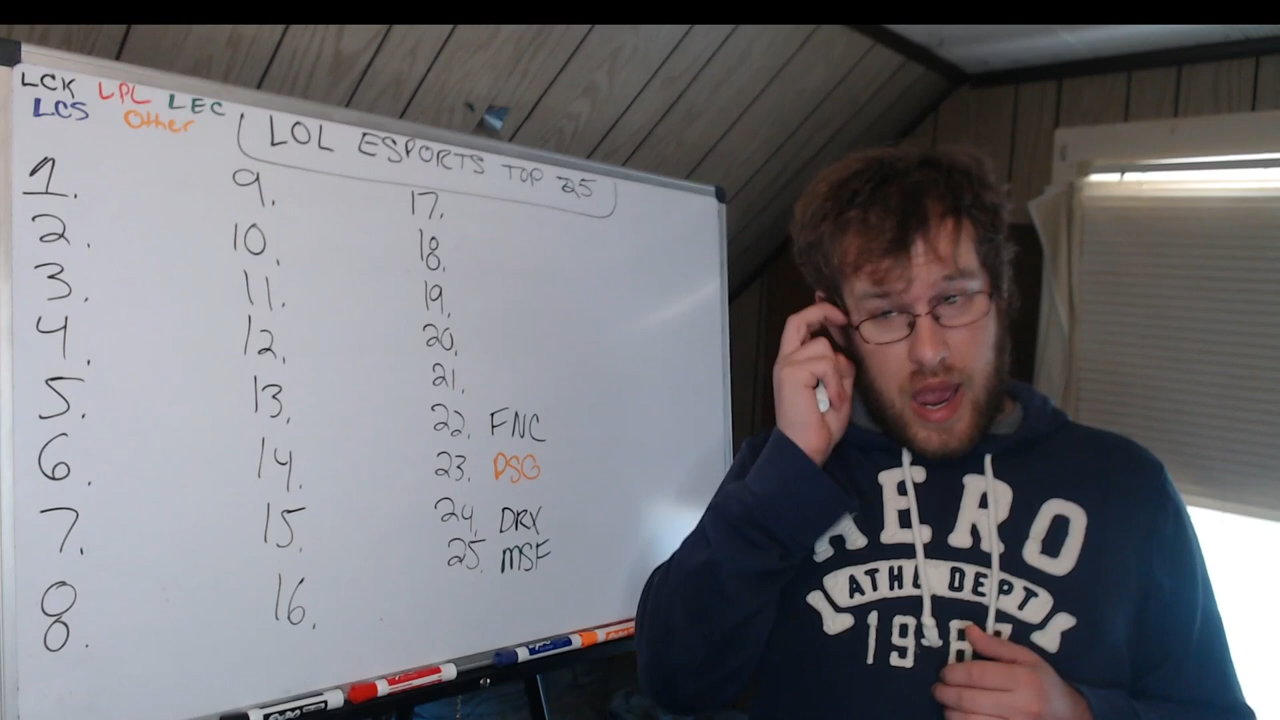 LCK LPL LEC
LCS Other
LOL ESPORTS TOP 25
1.
2.
3.
4.
5.
6.
7.
8.
9.
10.
11.
12.
13.
14.
15.
16.
17.
18.
19.
20.
21.
22. FNC
23. DSG
24. DRX
25. MSF
AERO
ATHL DEPT